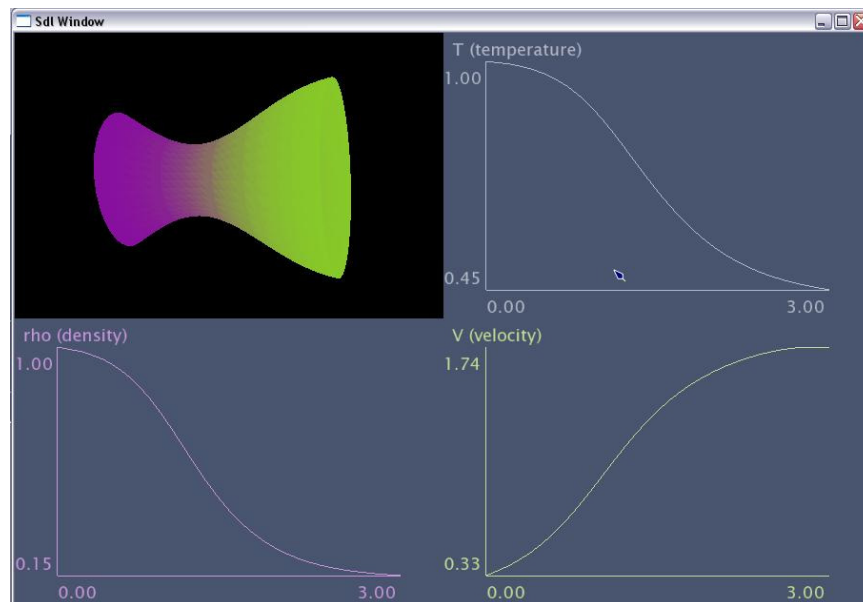 Sdl Window
T (temperature)
1.00
0.45
0.00 3.00
rho (density)
1.00
0.15
0.00 3.00
V (velocity)
1.74
0.33
0.00 3.00